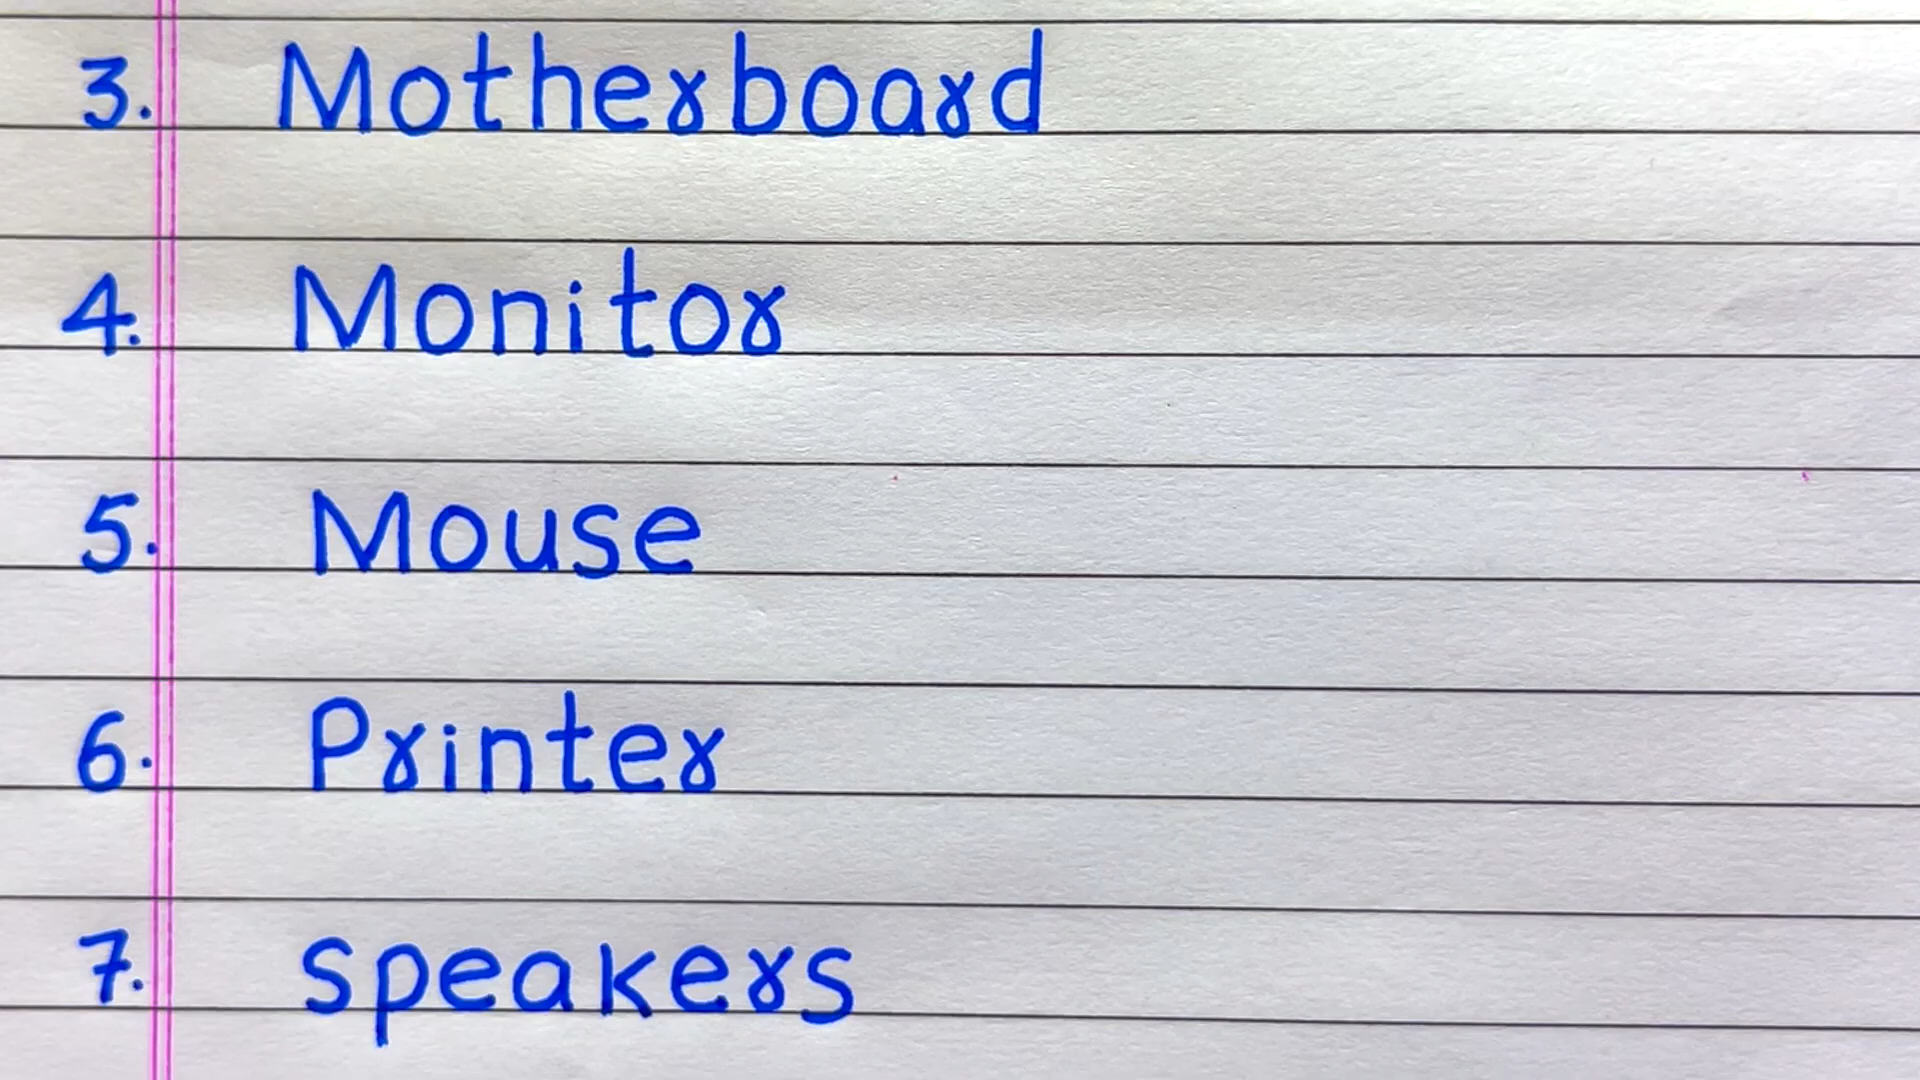 3. Motherboard
4. Monitor
5. Mouse
6. Printer
7. speakers